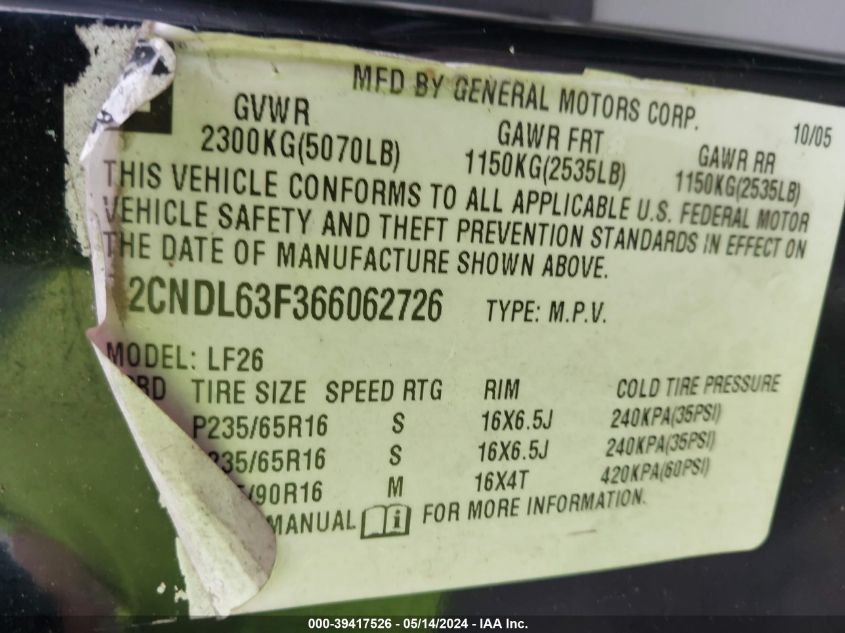 MFD BY GENERAL MOTORS CORP.
10/05
GVWR GAWR FRT GAWR RR
2300KG(5070LB) 1150KG(2535LB) 1150KG(2535LB)
THIS VEHICLE CONFORMS TO ALL APPLICABLE U.S. FEDERAL MOTOR
VEHICLE SAFETY AND THEFT PREVENTION STANDARDS IN EFFECT ON
THE DATE OF MANUFACTURE SHOWN ABOVE.
2CNDL63F366062726 TYPE: M.P.V.
MODEL: LF26
TIRE SIZE SPEED RTG RIM COLD TIRE PRESSURE
P235/65R16 S 16X6.5J 240KPA(35PSI)
235/65R16 S 16X6.5J 240KPA(35PSI)
/90R16 M 16X4T 420KPA(60PSI)
MANUAL i FOR MORE INFORMATION.
000-39417526 - 05/14/2024 - IAA Inc.